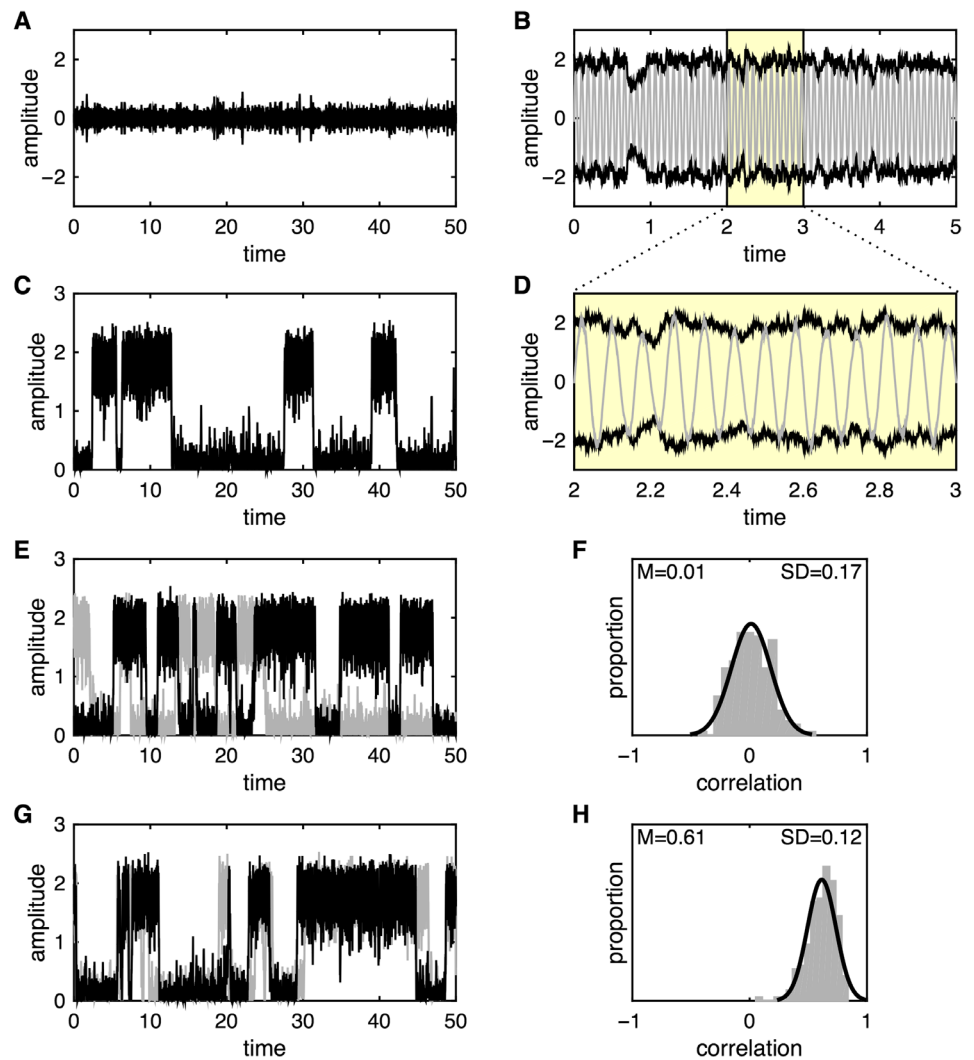 A
2
0
−2
amplitude
0 10 20 30 40 50
time
B
2
0
−2
amplitude
0 1 2 3 4 5
time
C
3
2
1
0
amplitude
0 10 20 30 40 50
time
D
2
0
−2
amplitude
2 2.2 2.4 2.6 2.8 3
time
E
3
2
1
0
amplitude
0 10 20 30 40 50
time
F
M=0.01 SD=0.17
proportion
−1 0 1
correlation
G
3
2
1
0
amplitude
0 10 20 30 40 50
time
H
M=0.61 SD=0.12
proportion
−1 0 1
correlation